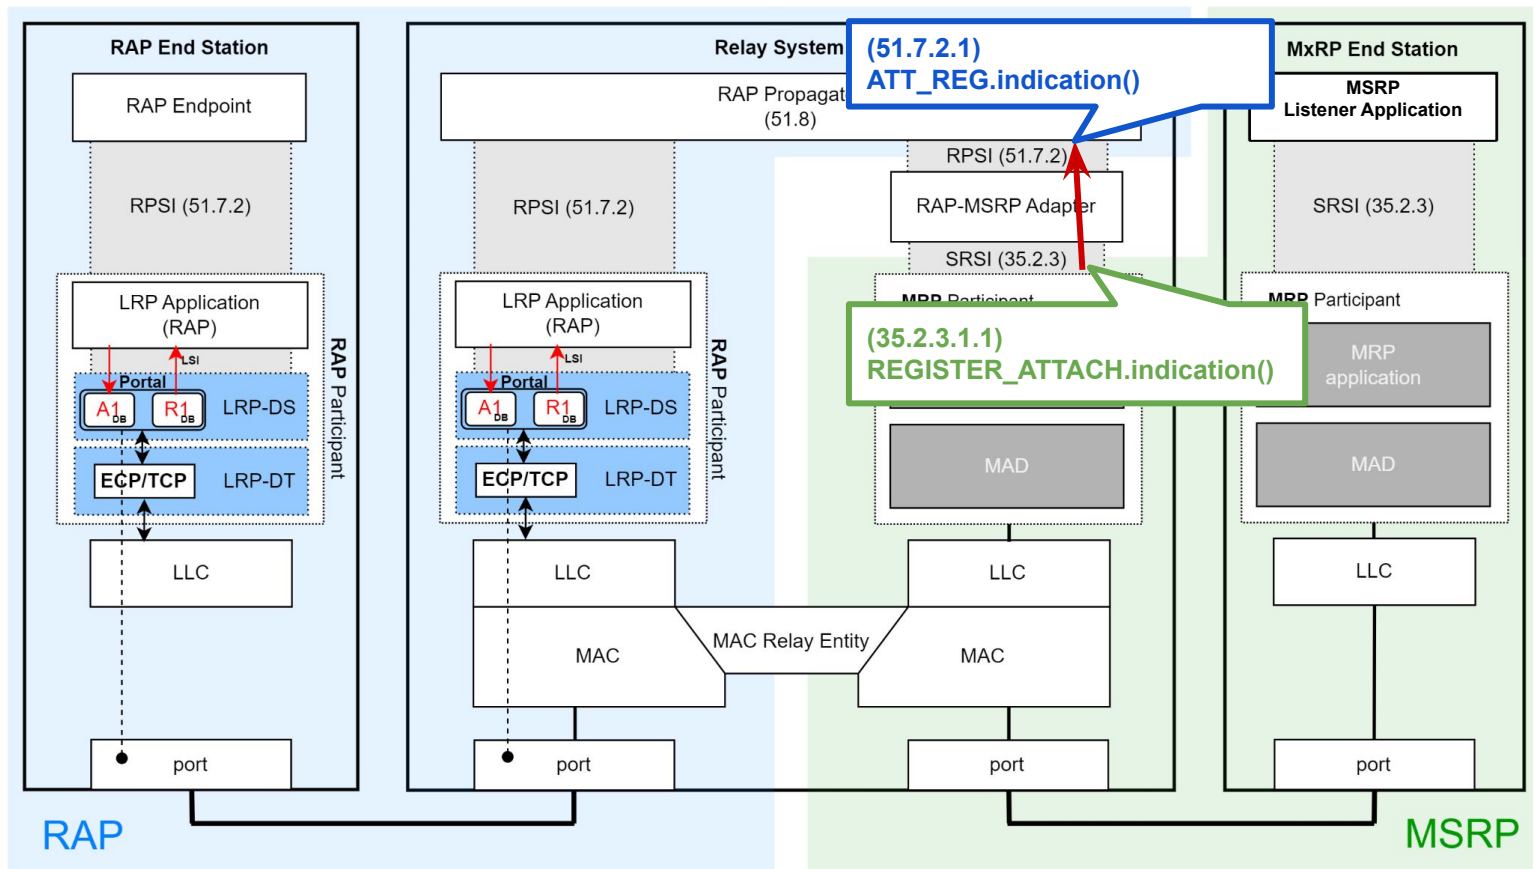 RAP End Station
RAP Endpoint
RPSI (51.7.2)
LRP Application
(RAP)
LSI
Portal
A1
DB
R1
DB
LRP-DS
ECP/TCP
LRP-DT
RAP Participant
LLC
port
RAP
Relay System
RAP Propagat
(51.8)
RPSI (51.7.2)
LRP Application
(RAP)
LSI
Portal
A1
DB
R1
DB
LRP-DS
ECP/TCP
LRP-DT
RAP Participant
LLC
MAC
port
MAC Relay Entity
(51.7.2.1)
ATT_REG.indication()
RPSI (51.7.2)
RAP-MSRP Adapter
SRSI (35.2.3)
MRP Participant
(35.2.3.1.1)
REGISTER_ATTACH.indication()
MAD
LLC
MAC
port
MxRP End Station
MSRP
Listener Application
SRSI (35.2.3)
MRP Participant
MRP
application
MAD
LLC
port
MSRP